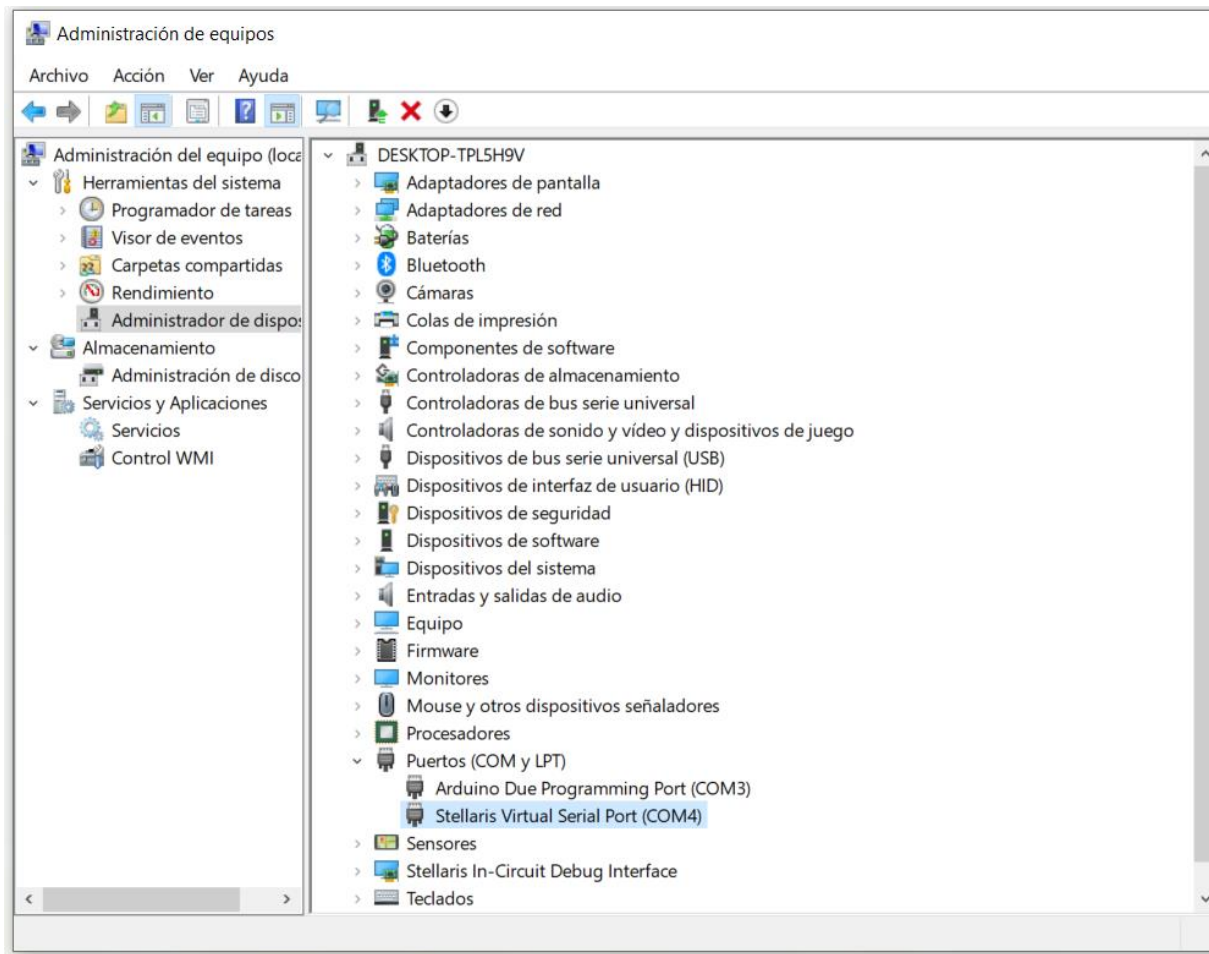 Administración de equipos
Archivo Acción Ver Ayuda
Administración del equipo (loca
Herramientas del sistema
Programador de tareas
Visor de eventos
Carpetas compartidas
Rendimiento
Administrador de dispos
Almacenamiento
Administración de disco
Servicios y Aplicaciones
Servicios
Control WMI
DESKTOP-TPL5H9V
Adaptadores de pantalla
Adaptadores de red
Baterías
Bluetooth
Cámaras
Colas de impresión
Componentes de software
Controladoras de almacenamiento
Controladoras de bus serie universal
Controladoras de sonido y vídeo y dispositivos de juego
Dispositivos de bus serie universal (USB)
Dispositivos de interfaz de usuario (HID)
Dispositivos de seguridad
Dispositivos de software
Dispositivos del sistema
Entradas y salidas de audio
Equipo
Firmware
Monitores
Mouse y otros dispositivos señaladores
Procesadores
Puertos (COM y LPT)
Arduino Due Programming Port (COM3)
Stellaris Virtual Serial Port (COM4)
Sensores
Stellaris In-Circuit Debug Interface
Teclados